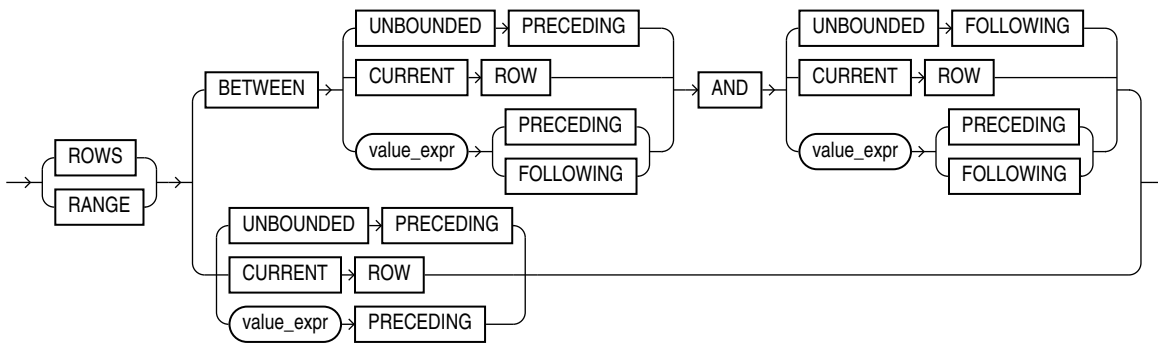 UNBOUNDED PRECEDING UNBOUNDED FOLLOWING
CURRENT ROW CURRENT ROW
BETWEEN AND
value_expr PRECEDING value_expr PRECEDING
FOLLOWING FOLLOWING
ROWS
RANGE
UNBOUNDED PRECEDING
CURRENT ROW
value_expr PRECEDING